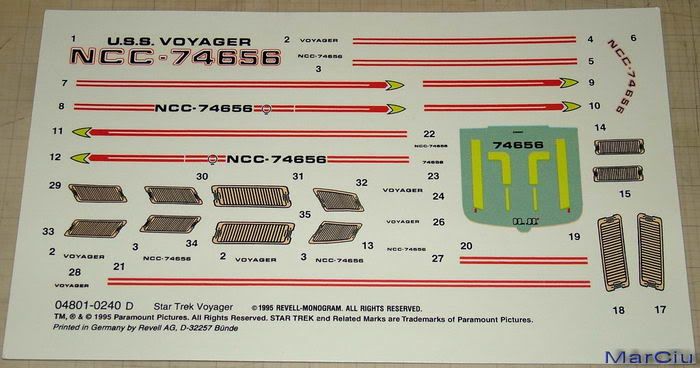 1 U.S.S. VOYAGER 2 VOYAGER 4 6
NCC-74656 NCC-74656 5 NCC-74656
3
7 9
8 NCC-74656 10
11 22 NCC-74656 74656 14
12 NCC-74656 74656
23
29 30 31 32 VOYAGER 24 15
35 VOYAGER 26
33 34 13 NCC-74656 20 19
2 3 NCC-74656 2 3 NCC-74656 27
VOYAGER VOYAGER
28 21
VOYAGER
18 17
04801-0240 D Star Trek Voyager ©1995 REVELL-MONOGRAM. ALL RIGHTS RESERVED.
TM, ® & © 1995 Paramount Pictures. All Rights Reserved. STAR TREK and Related Marks are Trademarks of Paramount Pictures.
Printed in Germany by Revell AG, D-32257 Bünde
MarCiu